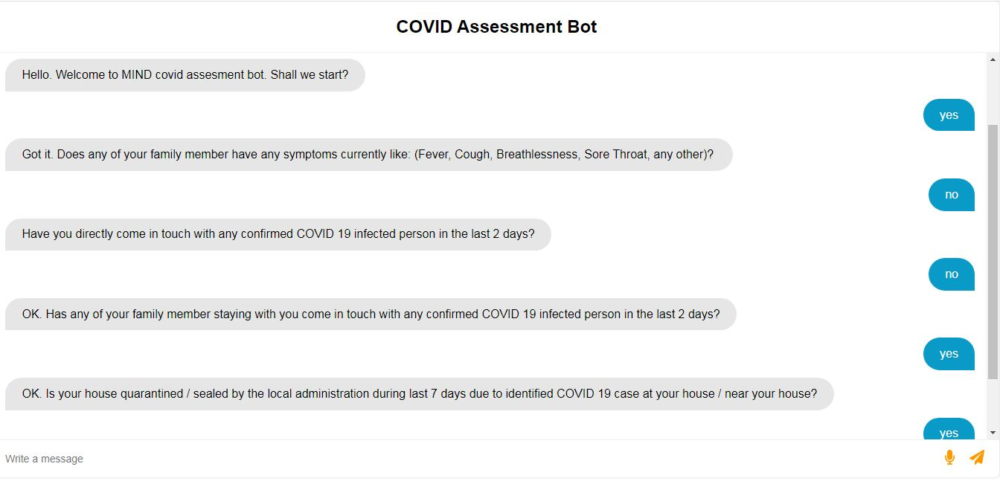 COVID Assessment Bot
Hello. Welcome to MIND covid assesment bot. Shall we start?
yes
Got it. Does any of your family member have any symptoms currently like: (Fever, Cough, Breathlessness, Sore Throat, any other)?
no
Have you directly come in touch with any confirmed COVID 19 infected person in the last 2 days?
no
OK. Has any of your family member staying with you come in touch with any confirmed COVID 19 infected person in the last 2 days?
yes
OK. Is your house quarantined / sealed by the local administration during last 7 days due to identified COVID 19 case at your house / near your house?
yes
Write a message